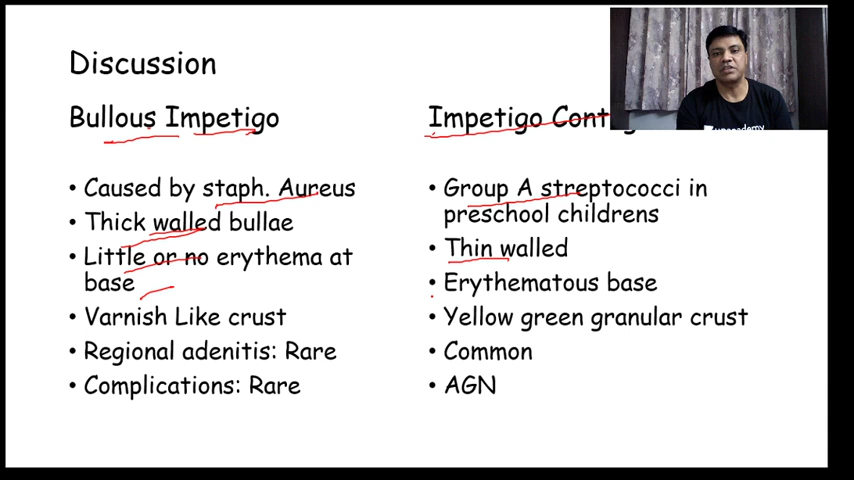 Discussion
Bullous Impetigo
• Caused by staph. Aureus
• Thick walled bullae
• Little or no erythema at
base
• Varnish Like crust
• Regional adenitis: Rare
• Complications: Rare
Impetigo
• Group A streptococci in
preschool childrens
• Thin walled
• Erythematous base
• Yellow green granular crust
• Common
• AGN